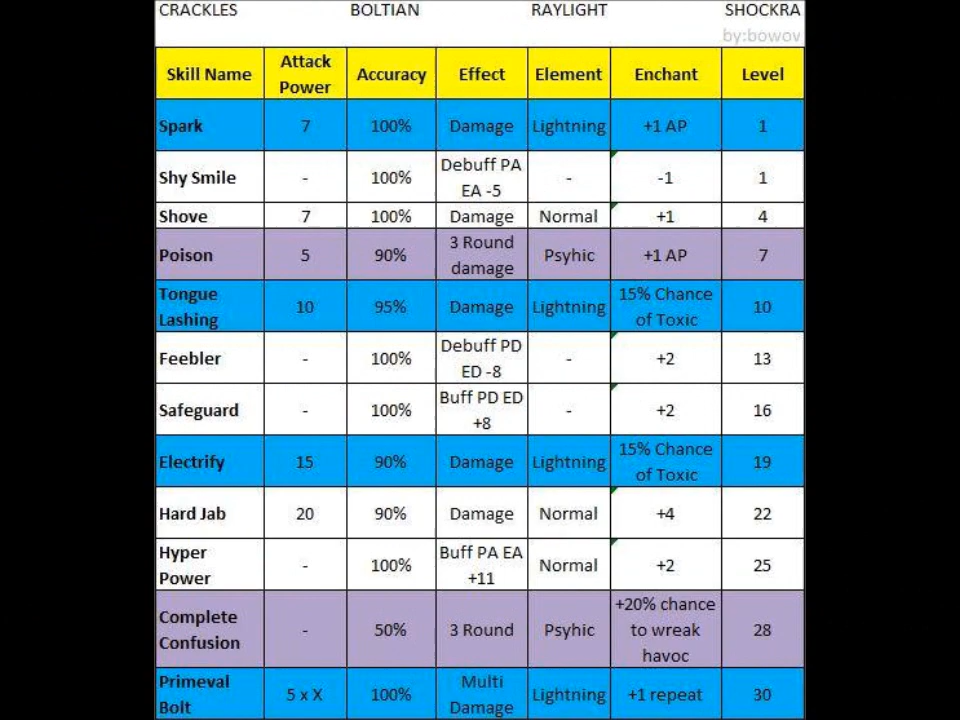 CRACKLES BOLTIAN RAYLIGHT SHOCKRA
by:bowov
Skill Name Attack Power Accuracy Effect Element Enchant Level
Spark 7 100% Damage Lightning +1 AP 1
Shy Smile - 100% Debuff PA EA -5 - -1 1
Shove 7 100% Damage Normal +1 4
Poison 5 90% 3 Round damage Psyhic +1 AP 7
Tongue Lashing 10 95% Damage Lightning 15% Chance of Toxic 10
Feebler - 100% Debuff PD ED -8 - +2 13
Safeguard - 100% Buff PD ED +8 - +2 16
Electrify 15 90% Damage Lightning 15% Chance of Toxic 19
Hard Jab 20 90% Damage Normal +4 22
Hyper Power - 100% Buff PA EA +11 Normal +2 25
Complete Confusion - 50% 3 Round Psyhic +20% chance to wreak havoc 28
Primeval Bolt 5 x X 100% Multi Damage Lightning +1 repeat 30